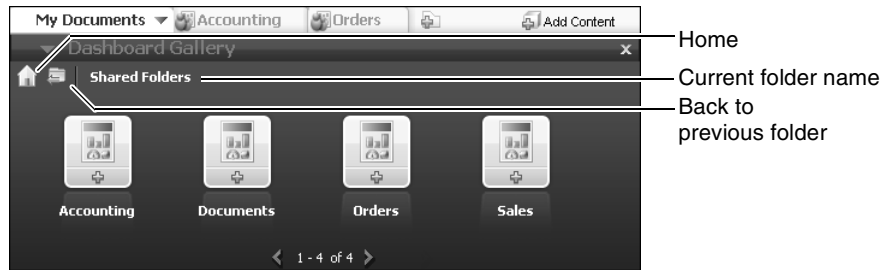 My Documents Accounting Orders Add Content
Dashboard Gallery x
Home
Shared Folders
Current folder name
Back to
previous folder
Accounting Documents Orders Sales
1 - 4 of 4